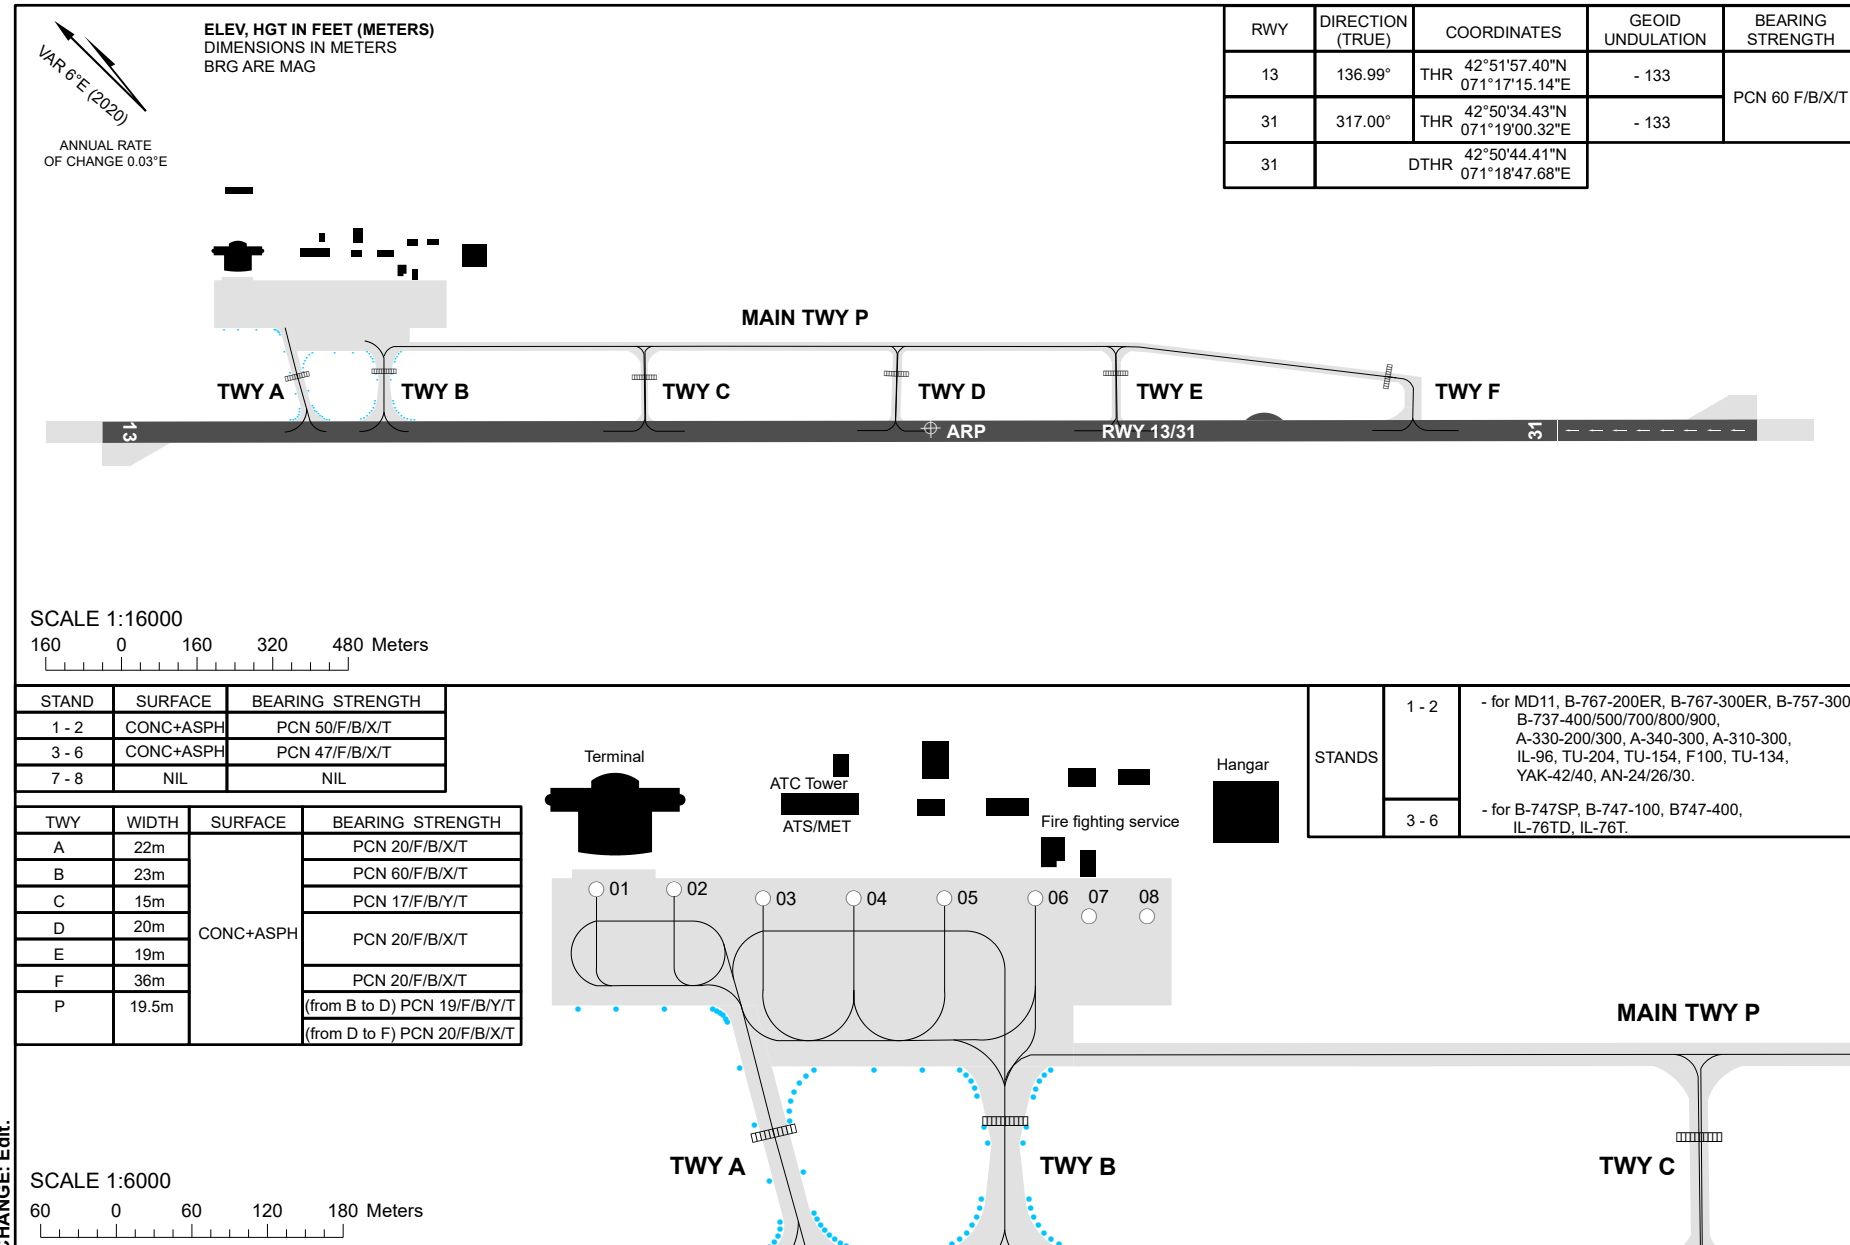 VAR 6°E (2020)
ANNUAL RATE
OF CHANGE 0.03°E
ELEV, HGT IN FEET (METERS)
DIMENSIONS IN METERS
BRG ARE MAG
RWY DIRECTION (TRUE) COORDINATES GEOID UNDULATION BEARING STRENGTH
13 136.99° THR 42°51'57.40"N 071°17'15.14"E - 133 PCN 60 F/B/X/T
31 317.00° THR 42°50'34.43"N 071°19'00.32"E - 133
31 DTHR 42°50'44.41"N 071°18'47.68"E
MAIN TWY P
TWY A
TWY B
TWY C
TWY D
TWY E
TWY F
13
ARP
RWY 13/31
31
SCALE 1:16000
160 0 160 320 480 Meters
STAND SURFACE BEARING STRENGTH
1 - 2 CONC+ASPH PCN 50/F/B/X/T
3 - 6 CONC+ASPH PCN 47/F/B/X/T
7 - 8 NIL NIL
TWY WIDTH SURFACE BEARING STRENGTH
A 22m CONC+ASPH PCN 20/F/B/X/T
B 23m PCN 60/F/B/X/T
C 15m PCN 17/F/B/Y/T
D 20m PCN 20/F/B/X/T
E 19m
F 36m PCN 20/F/B/X/T
P 19.5m (from B to D) PCN 19/F/B/Y/T
(from D to F) PCN 20/F/B/X/T
STANDS
1 - 2
- for MD11, B-767-200ER, B-767-300ER, B-757-300
B-737-400/500/700/800/900,
A-330-200/300, A-340-300, A-310-300,
IL-96, TU-204, TU-154, F100, TU-134,
YAK-42/40, AN-24/26/30.
3 - 6
- for B-747SP, B-747-100, B747-400,
IL-76TD, IL-76T.
Terminal
ATC Tower
ATS/MET
Fire fighting service
Hangar
01
02
03
04
05
06
07
08
MAIN TWY P
TWY A
TWY B
TWY C
SCALE 1:6000
60 0 60 120 180 Meters
CHANGE: Edit.